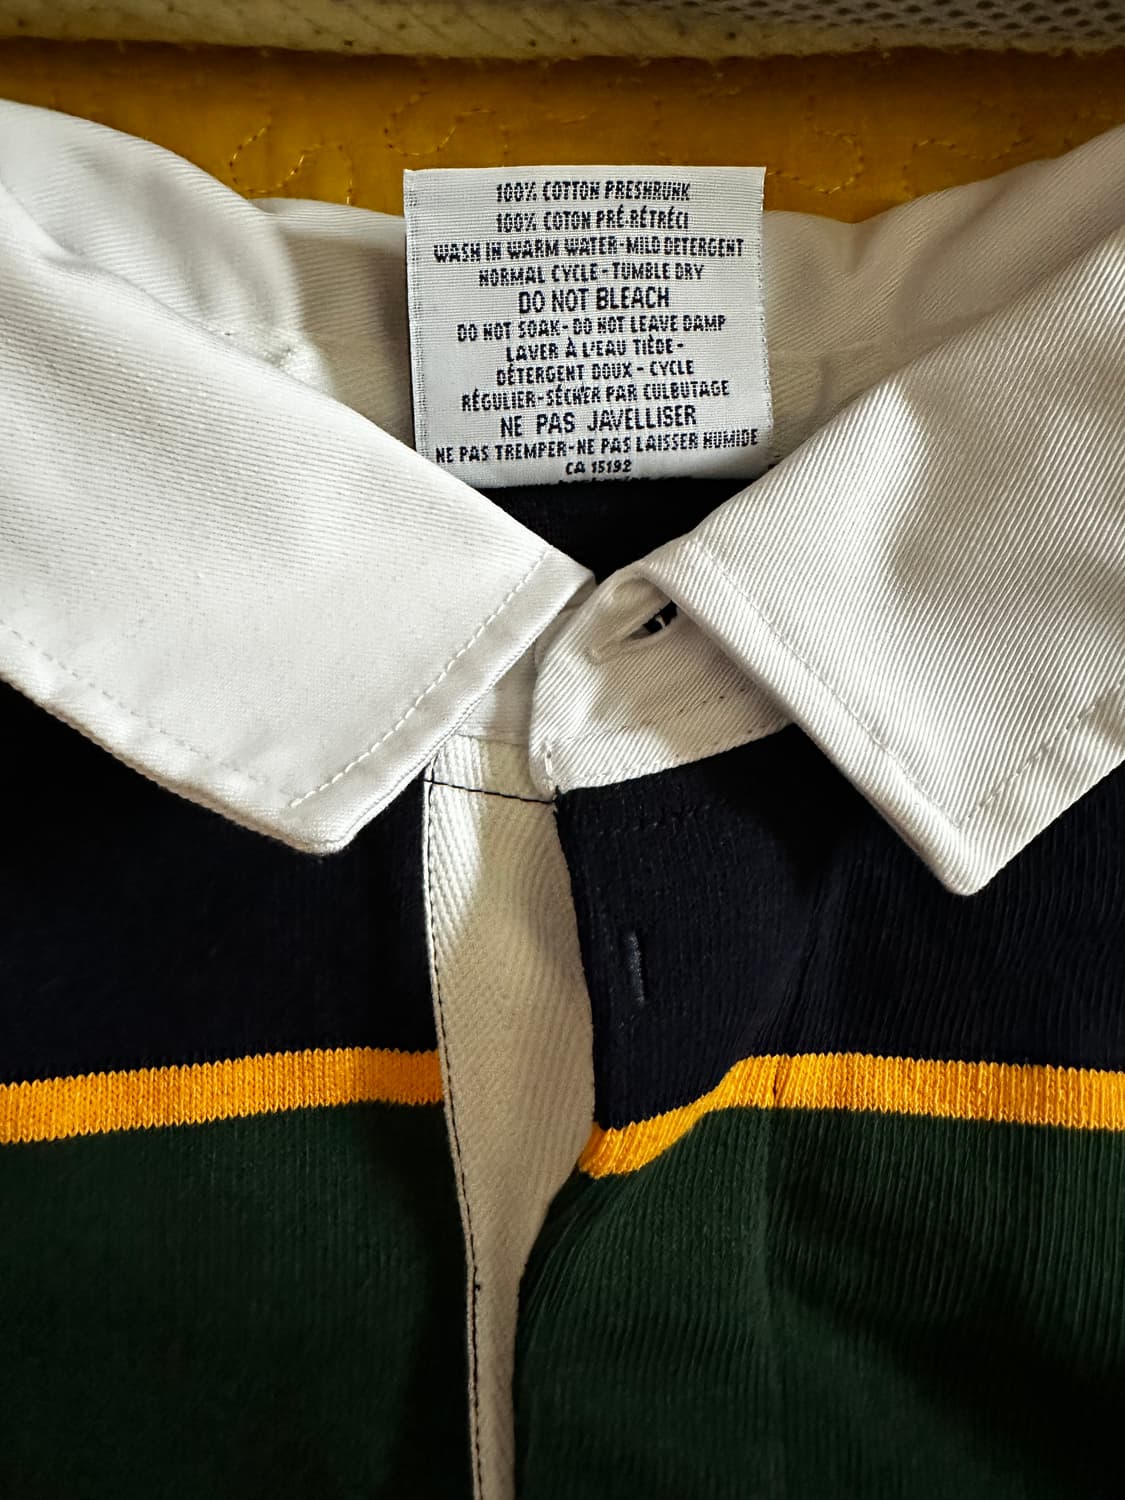 100% COTTON PRESHRUNK
100% COTON PRÉ-RÉTRÉCI
WASH IN WARM WATER-MILD DETERGENT
NORMAL CYCLE-TUMBLE DRY
DO NOT BLEACH
DO NOT SOAK-DO NOT LEAVE DAMP
LAVER À L'EAU TIÈDE-
DÉTERGENT DOUX - CYCLE
RÉGULIER-SÉCHER PAR CULBUTAGE
NE PAS JAVELLISER
NE PAS TREMPER-NE PAS LAISSER HUMIDE
CA 15192